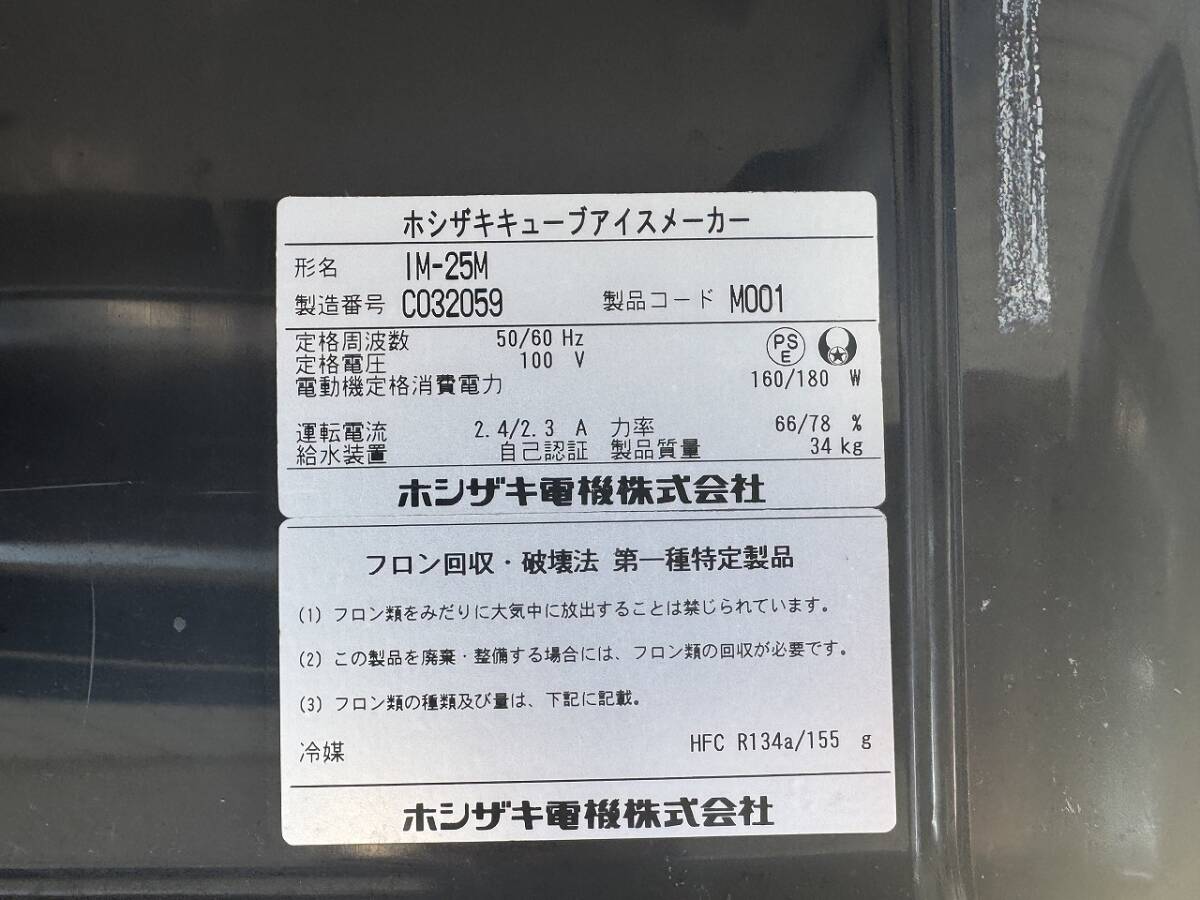 ホシザキキューブアイスメーカー
形名 IM-25M
製造番号 C032059 製品コード M001
定格周波数 50/60 Hz
PS E
定格電圧 100 V
電動機定格消費電力 160/180 W
運転電流 2.4/2.3 A 力率 66/78 %
給水装置 自己認証 製品質量 34 kg
ホシザキ電機株式会社
フロン回収・破壊法 第一種特定製品
(1) フロン類をみだりに大気中に放出することは禁じられています。
(2) この製品を廃棄・整備する場合には、フロン類の回収が必要です。
(3) フロン類の種類及び量は、下記に記載。
冷媒 HFC R134a/155 g
ホシザキ電機株式会社